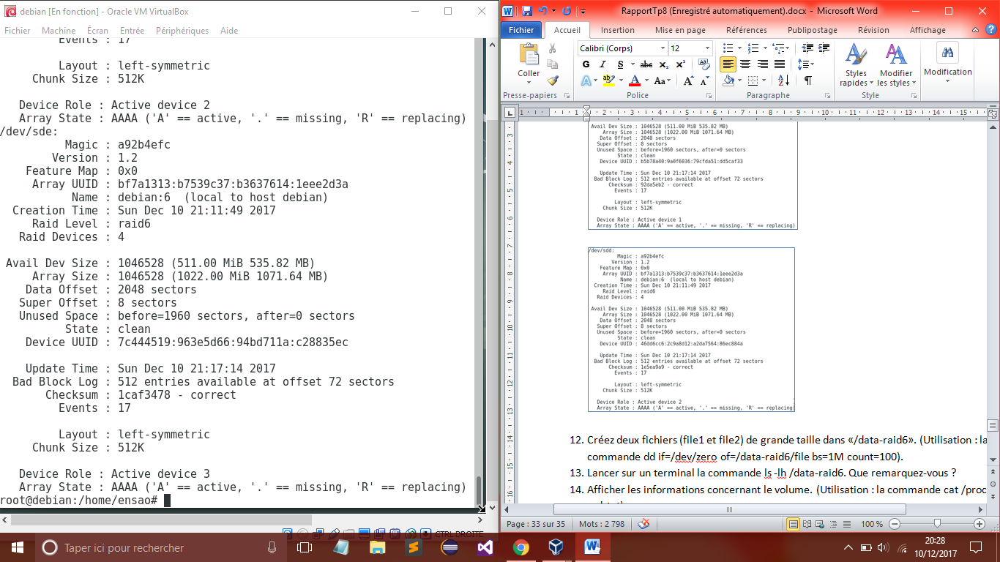 debian [En fonction] - Oracle VM VirtualBox
Fichier Machine Écran Entrée Périphériques Aide
Events : 17
Layout : left-symmetric
Chunk Size : 512K
Device Role : Active device 2
Array State : AAAA ('A' == active, '.' == missing, 'R' == replacing)
/dev/sde:
Magic : a92b4efc
Version : 1.2
Feature Map : 0x0
Array UUID : bf7a1313:b7539c37:b3637614:1eee2d3a
Name : debian:6  (local to host debian)
Creation Time : Sun Dec 10 21:11:49 2017
Raid Level : raid6
Raid Devices : 4
Avail Dev Size : 1046528 (511.00 MiB 535.82 MB)
Array Size : 1046528 (1022.00 MiB 1071.64 MB)
Data Offset : 2048 sectors
Super Offset : 8 sectors
Unused Space : before=1960 sectors, after=0 sectors
State : clean
Device UUID : 7c444519:963e5d66:94bd711a:c28835ec
Update Time : Sun Dec 10 21:17:14 2017
Bad Block Log : 512 entries available at offset 72 sectors
Checksum : 1caf3478 - correct
Events : 17
Layout : left-symmetric
Chunk Size : 512K
Device Role : Active device 3
Array State : AAAA ('A' == active, '.' == missing, 'R' == replacing)
root@debian:/home/ensao#
CTRL DROITE
RapportTp8 (Enregistré automatiquement).docx - Microsoft Word
Fichier Accueil Insertion Mise en page Références Publipostage Révision Affichage
Coller
Calibri (Corps) 12
G I S abc x₂ x²
Styles rapides
Modifier les styles
Modification
Presse-papiers Police Paragraphe Style
1 1 2 3 4 5 6 7 8 9 10 11 12 13 14 15
Avail Dev Size : 1046528 (511.00 MiB 535.82 MB)
Array Size : 1046528 (1022.00 MiB 1071.64 MB)
Data Offset : 2048 sectors
Super Offset : 8 sectors
Unused Space : before=1960 sectors, after=0 sectors
State : clean
Device UUID : b5b78a40:9a0f6036:79cfda51:dd5caf33
Update Time : Sun Dec 10 21:17:14 2017
Bad Block Log : 512 entries available at offset 72 sectors
Checksum : 92da5eb2 - correct
Events : 17
Layout : left-symmetric
Chunk Size : 512K
Device Role : Active device 1
Array State : AAAA ('A' == active, '.' == missing, 'R' == replacing)
/dev/sdd:
Magic : a92b4efc
Version : 1.2
Feature Map : 0x0
Array UUID : bf7a1313:b7539c37:b3637614:1eee2d3a
Name : debian:6  (local to host debian)
Creation Time : Sun Dec 10 21:11:49 2017
Raid Level : raid6
Raid Devices : 4
Avail Dev Size : 1046528 (511.00 MiB 535.82 MB)
Array Size : 1046528 (1022.00 MiB 1071.64 MB)
Data Offset : 2048 sectors
Super Offset : 8 sectors
Unused Space : before=1960 sectors, after=0 sectors
State : clean
Device UUID : 46dd6cc6:2c9a8d12:a2da7564:86ec884a
Update Time : Sun Dec 10 21:17:14 2017
Bad Block Log : 512 entries available at offset 72 sectors
Checksum : 1e5ea9a9 - correct
Events : 17
Layout : left-symmetric
Chunk Size : 512K
Device Role : Active device 2
Array State : AAAA ('A' == active, '.' == missing, 'R' == replacing)
12. Créez deux fichiers (file1 et file2) de grande taille dans «/data-raid6». (Utilisation : la
commande dd if=/dev/zero of=/data-raid6/file bs=1M count=100).
13. Lancer sur un terminal la commande ls -lh /data-raid6. Que remarquez-vous ?
14. Afficher les informations concernant le volume. (Utilisation : la commande cat /proc
Page : 33 sur 35 Mots : 2 798 100 %
Taper ici pour rechercher
20:28
10/12/2017